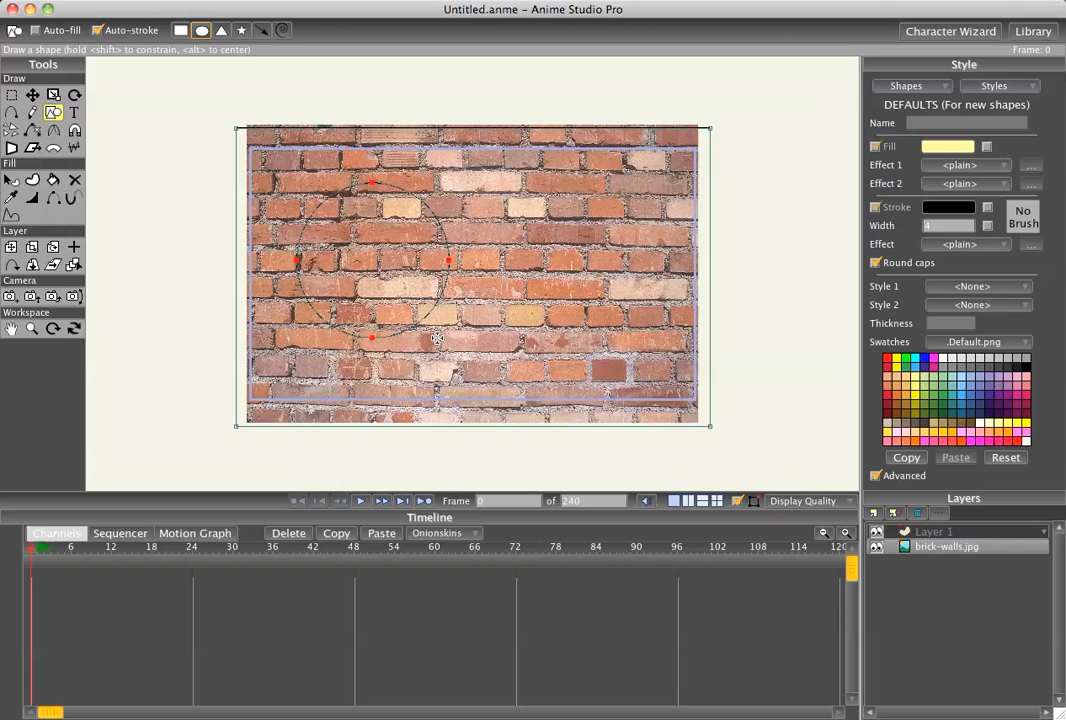 Untitled.anme - Anime Studio Pro
Auto-fill
Auto-stroke
Character Wizard
Library
Draw a shape (hold <shift> to constrain, <alt> to center)
Frame: 0
Tools
Draw
T
Fill
Layer
Camera
Workspace
Style
Shapes
Styles
DEFAULTS (For new shapes)
Name
Fill
Effect 1
<plain>
...
Effect 2
<plain>
...
Stroke
Width
4
No
Brush
Effect
<plain>
...
Round caps
Style 1
<None>
Style 2
<None>
Thickness
Swatches
.Default.png
Copy
Paste
Reset
Advanced
Frame
0
of
240
Display Quality
Timeline
Channels
Sequencer
Motion Graph
Delete
Copy
Paste
Onionskins
6 12 18 24 30 36 42 48 54 60 66 72 78 84 90 96 102 108 114 120
Layers
...
Layer 1
brick-walls.jpg